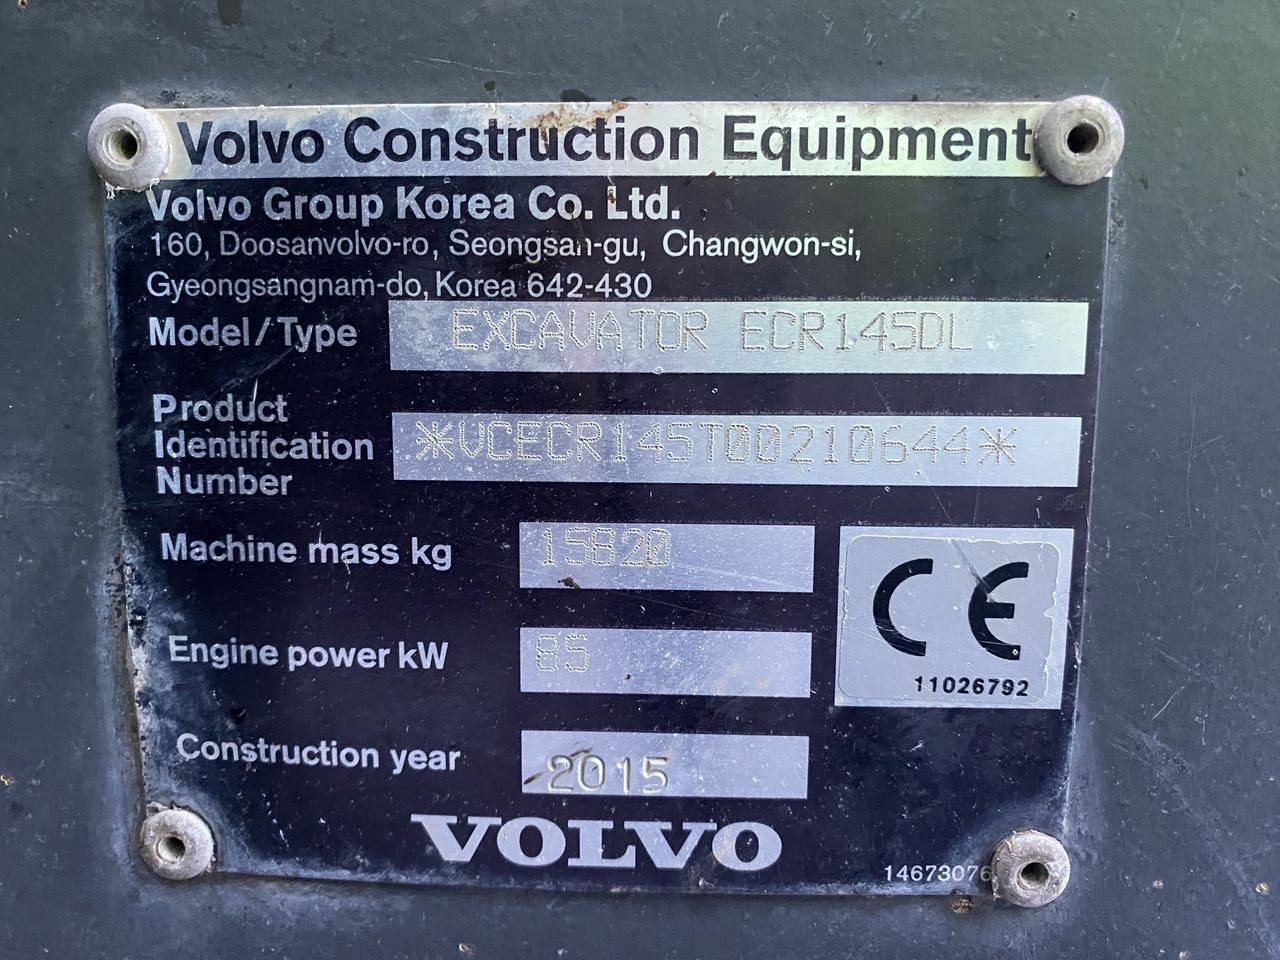 Volvo Construction Equipment
Volvo Group Korea Co. Ltd.
160, Doosanvolvo-ro, Seongsan-gu, Changwon-si,
Gyeongsangnam-do, Korea 642-430
Model/Type EXCAVATOR ECR145DL
Product
Identification
Number
*VCECR145T00210644*
Machine mass kg 15820
CE
11026792
Engine power kW 85
Construction year 2015
VOLVO
14673076